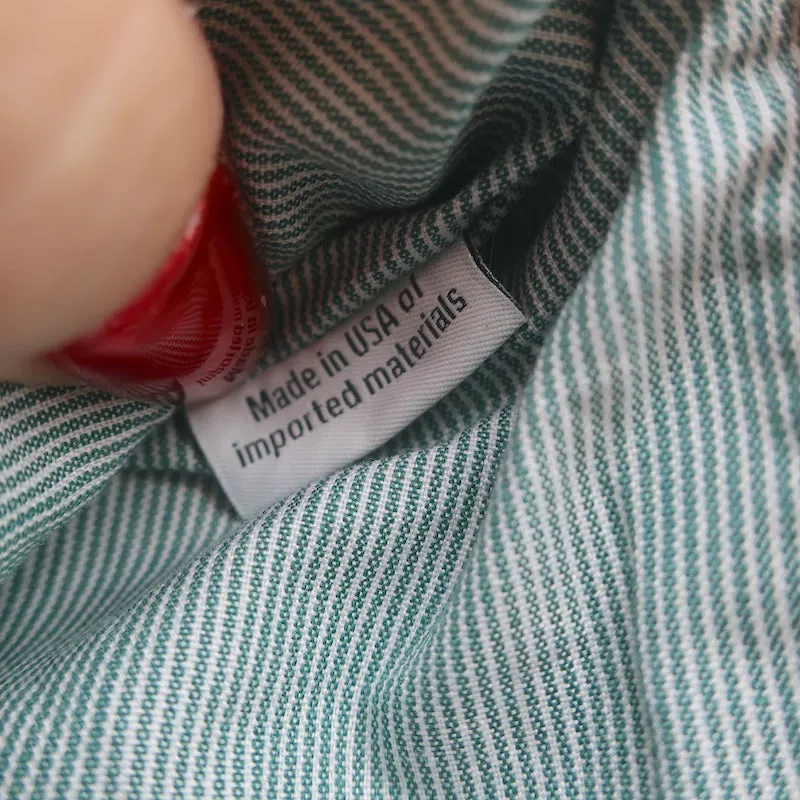 Made in USA of
imported materials